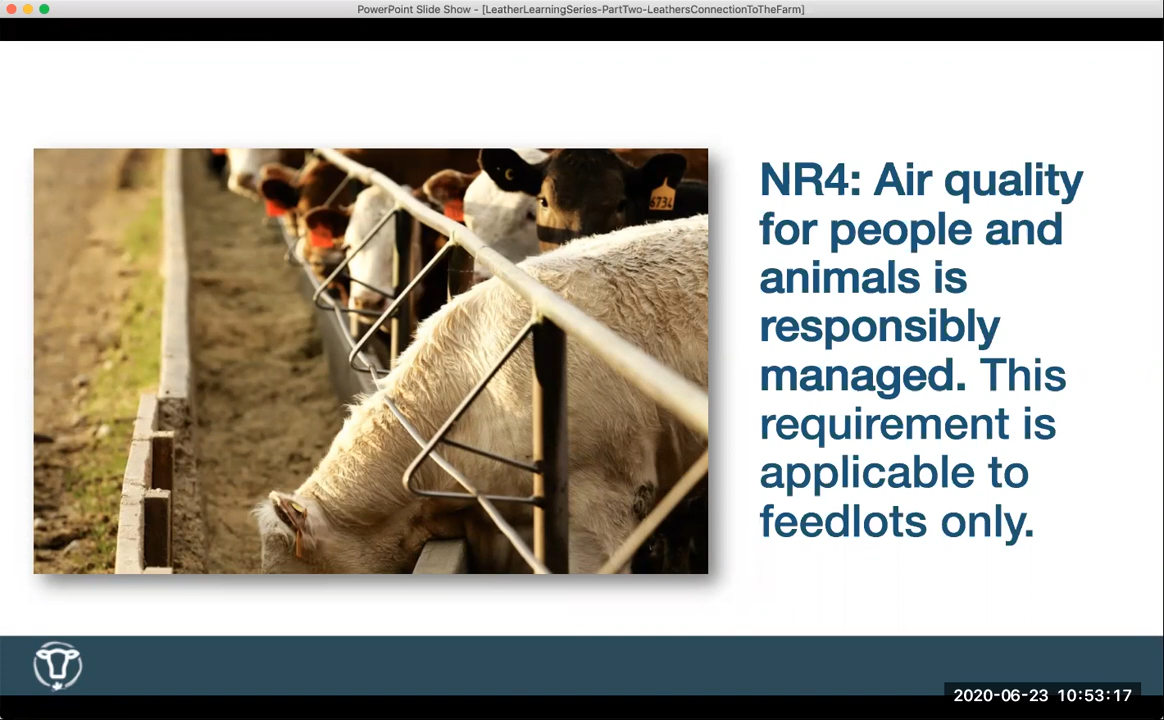 PowerPoint Slide Show - [LeatherLearningSeries-PartTwo-LeathersConnectionToTheFarm]
6734
NR4: Air quality
for people and
animals is
responsibly
managed. This
requirement is
applicable to
feedlots only.
2020-06-23 10:53:17